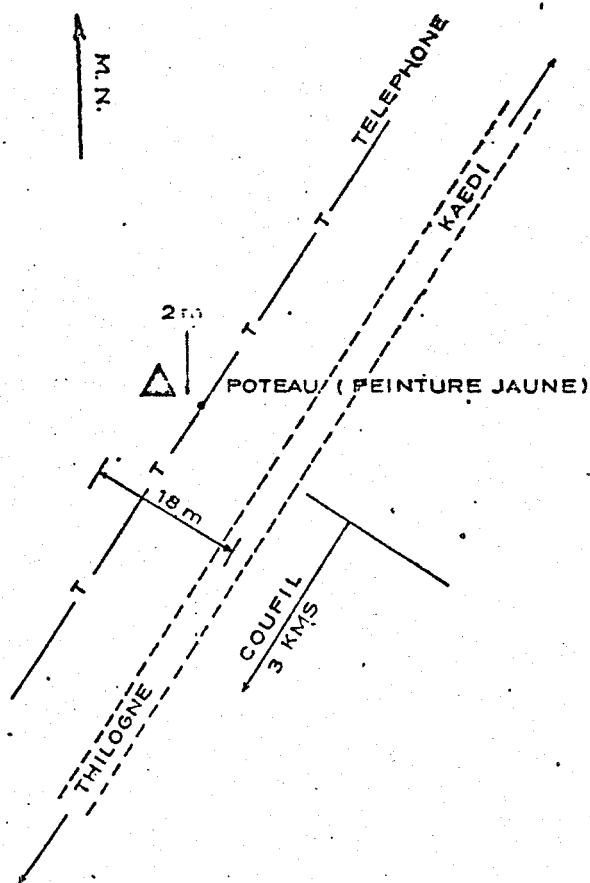 M.N.
TELEPHONE
KAEDI
T
T
2 m
POTEAU (PEINTURE JAUNE)
T
18 m
T
COUFIL
3 KMS
THILOGNE